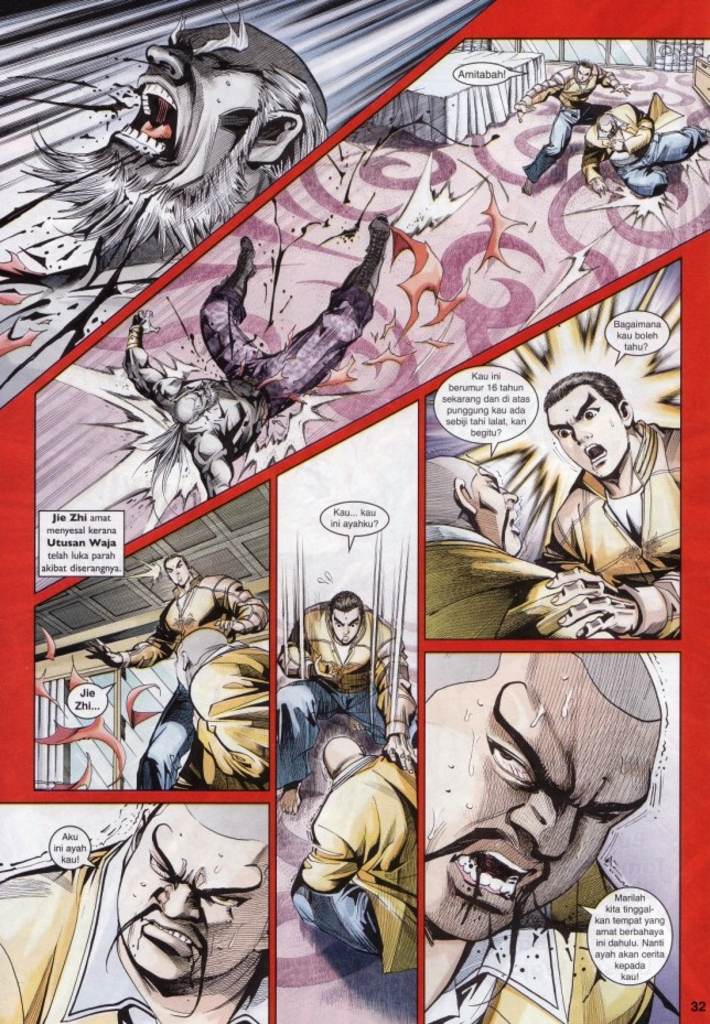 Amitabah!
Jie Zhi amat
menyesal kerana
Utusan Waja
telah luka parah
akibat diserangnya.
Bagaimana
kau boleh
tahu?
Kau ini
berumur 16 tahun
sekarang dan di atas
punggung kau ada
sebiji tahi lalat, kan
begitu?
Jie
Zhi...
Kau... kau
ini ayahku?
Aku
ini ayah
kau!
Marilah
kita tinggal-
kan tempat
yang amat berbahaya
ini dahulu. Nanti
ayah akan cerita
kepada
kau!
32